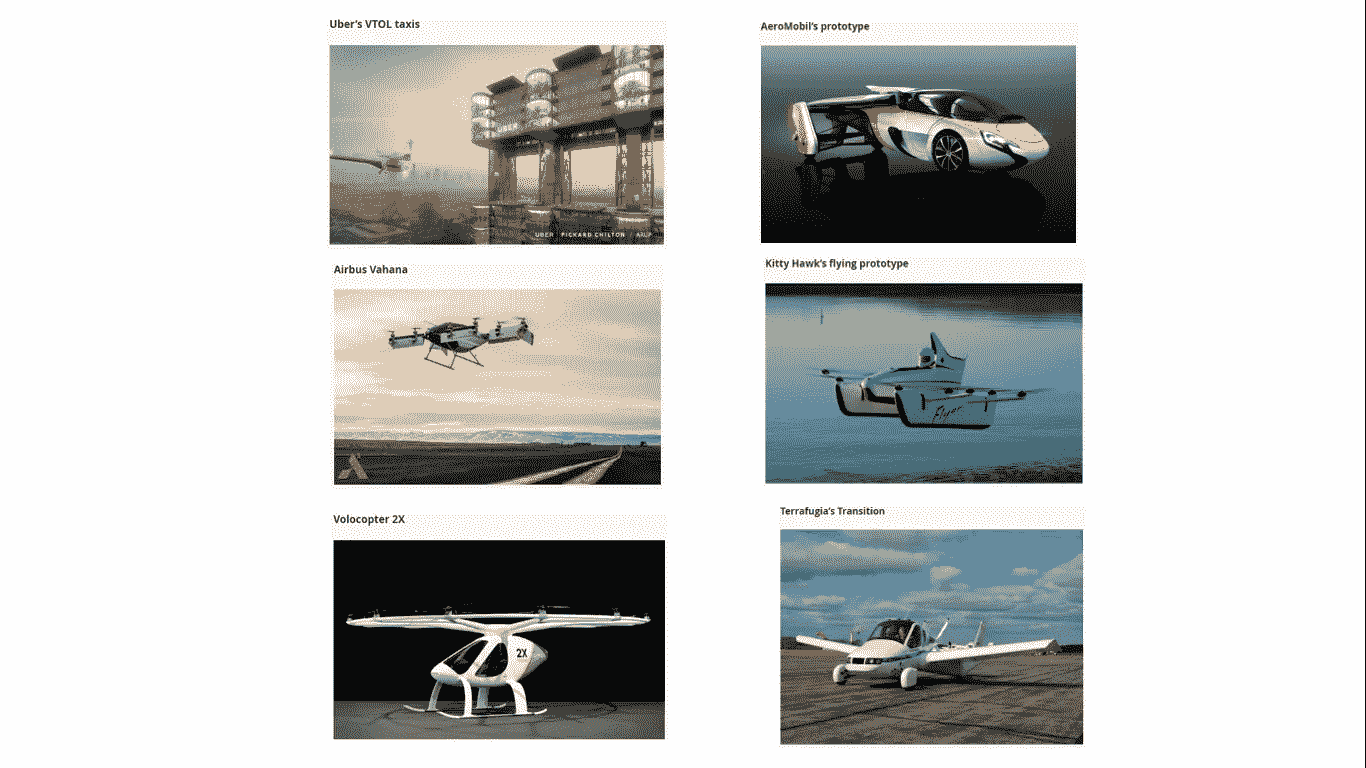 Uber's VTOL taxis
AeroMobil's prototype
UBER PICKARD CHILTON / ARUP
Airbus Vahana
Kitty Hawk's flying prototype
Flyer
Volocopter 2X
Terrafugia's Transition
2X